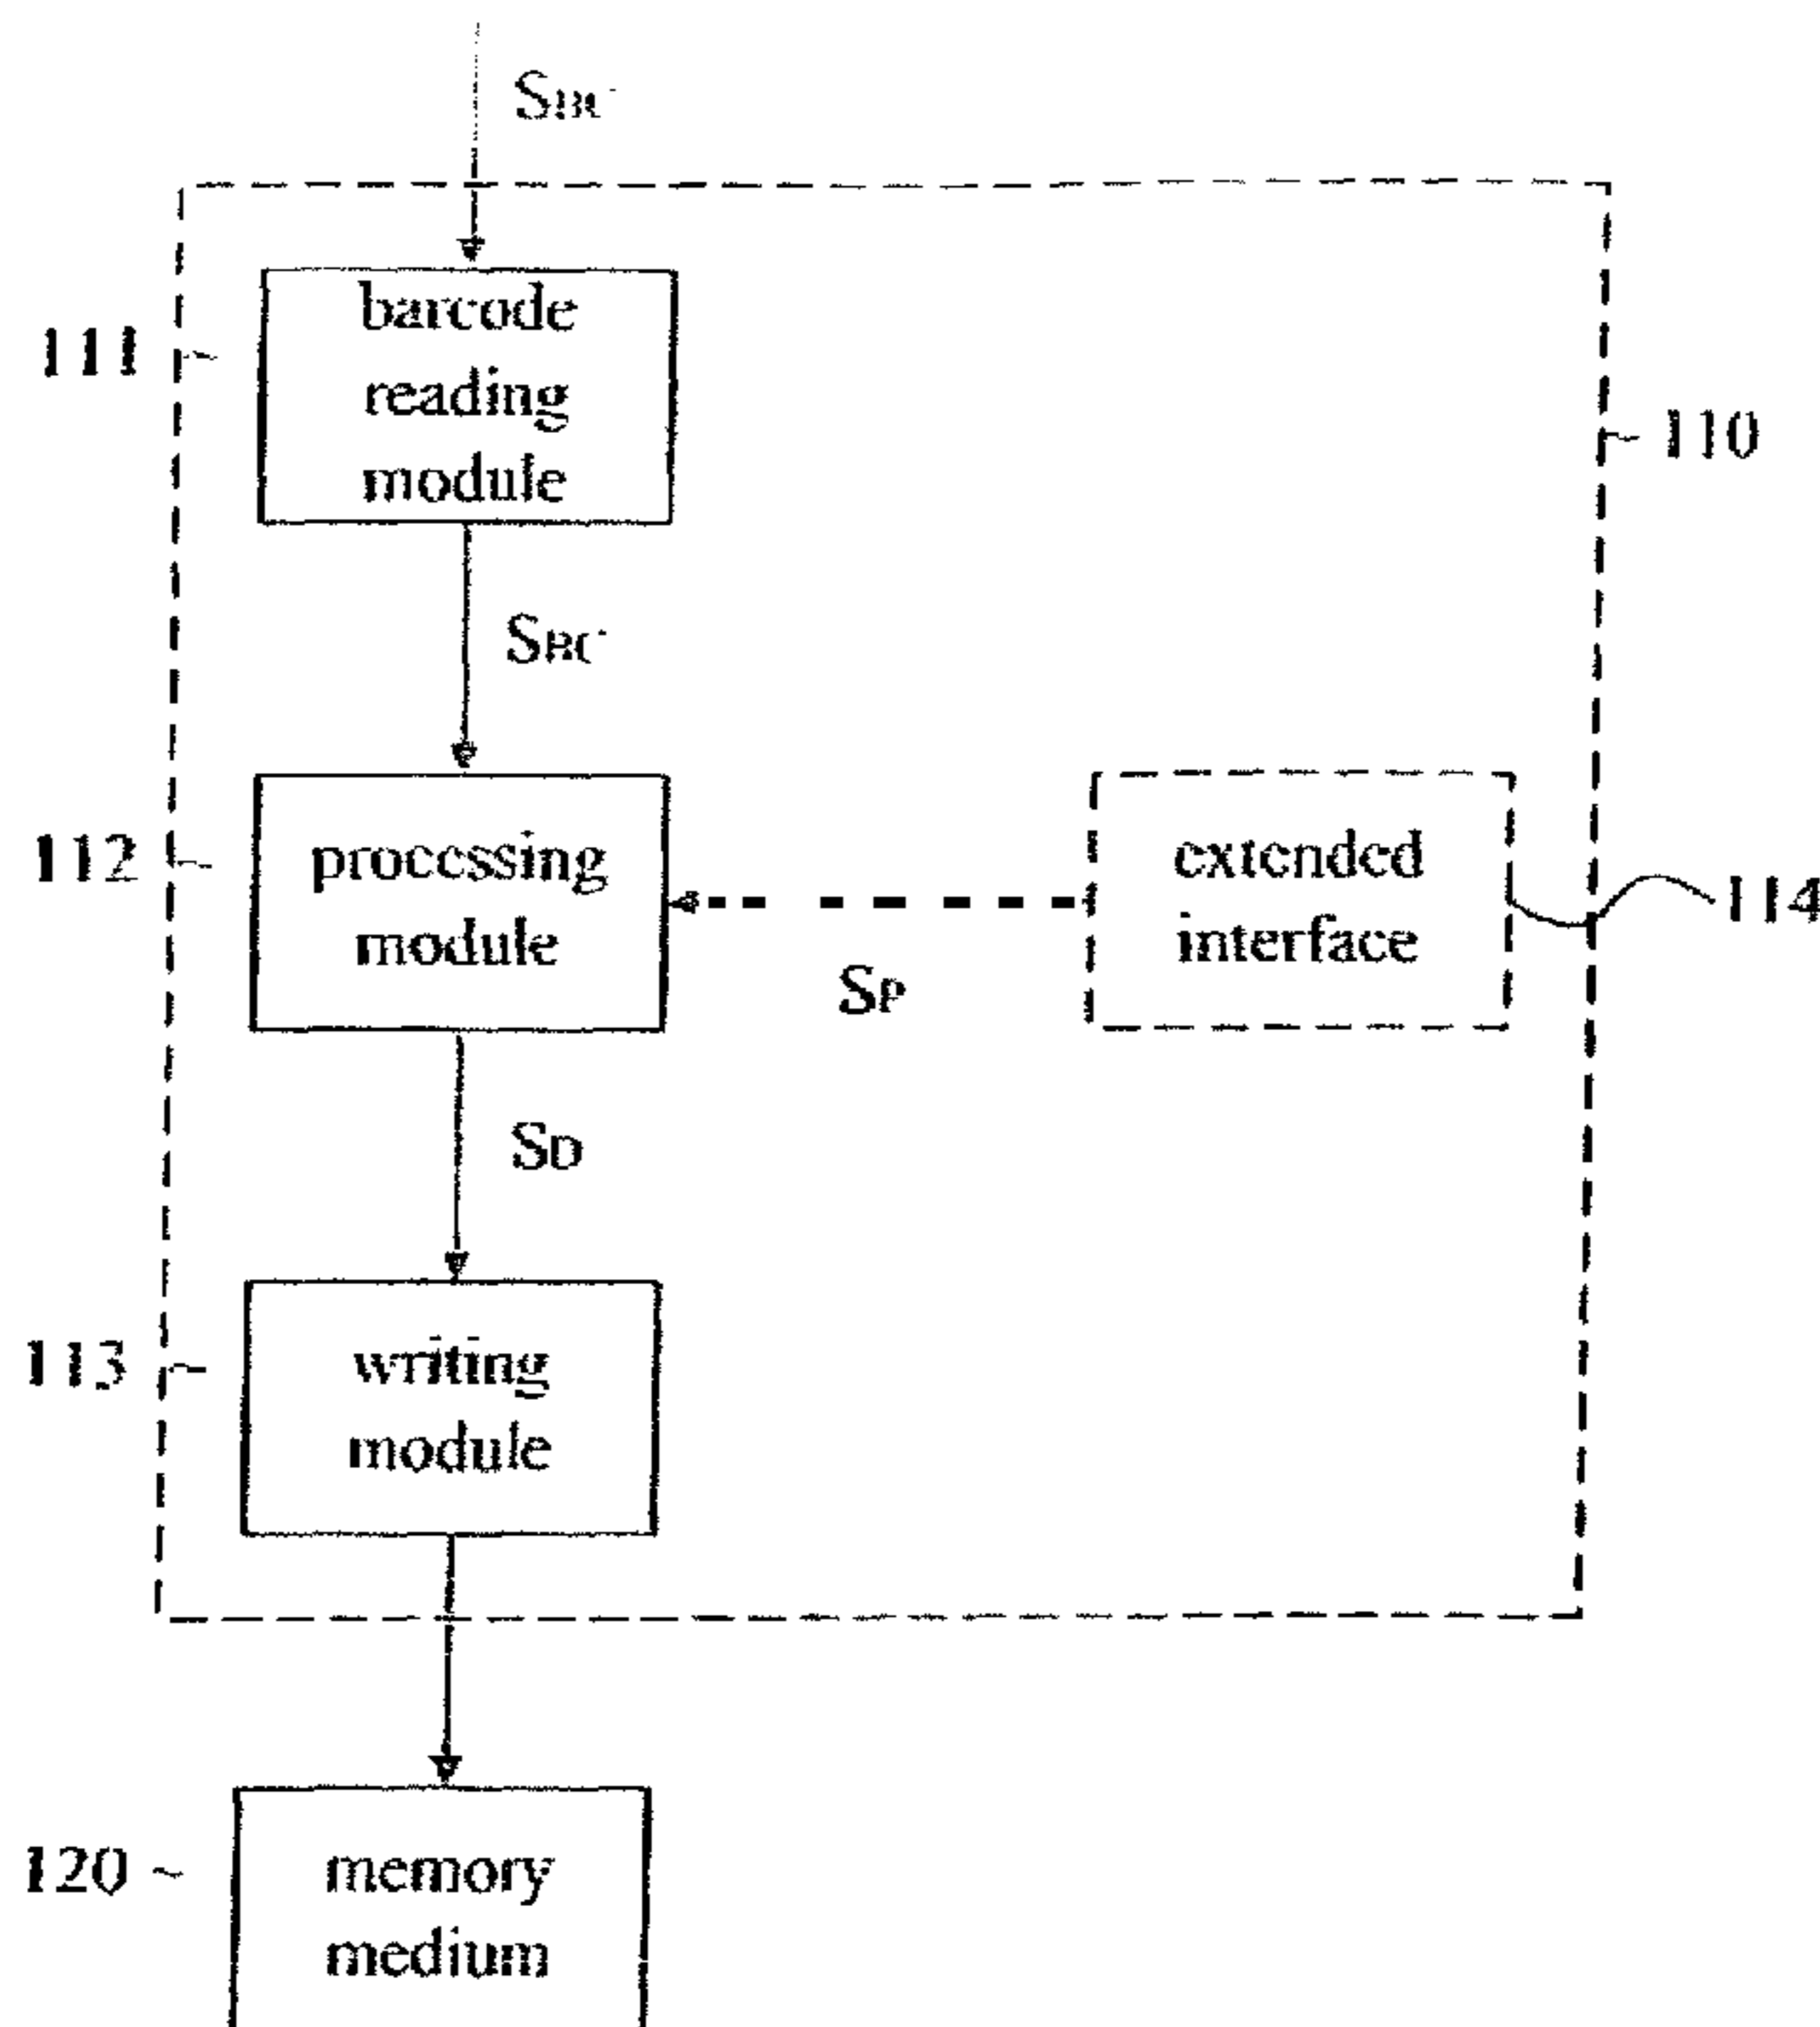 SBC
barcode
reading
module
111
110
SBC
processing
module
112
extended
interface
114
SP
SD
writing
module
113
memory
medium
120